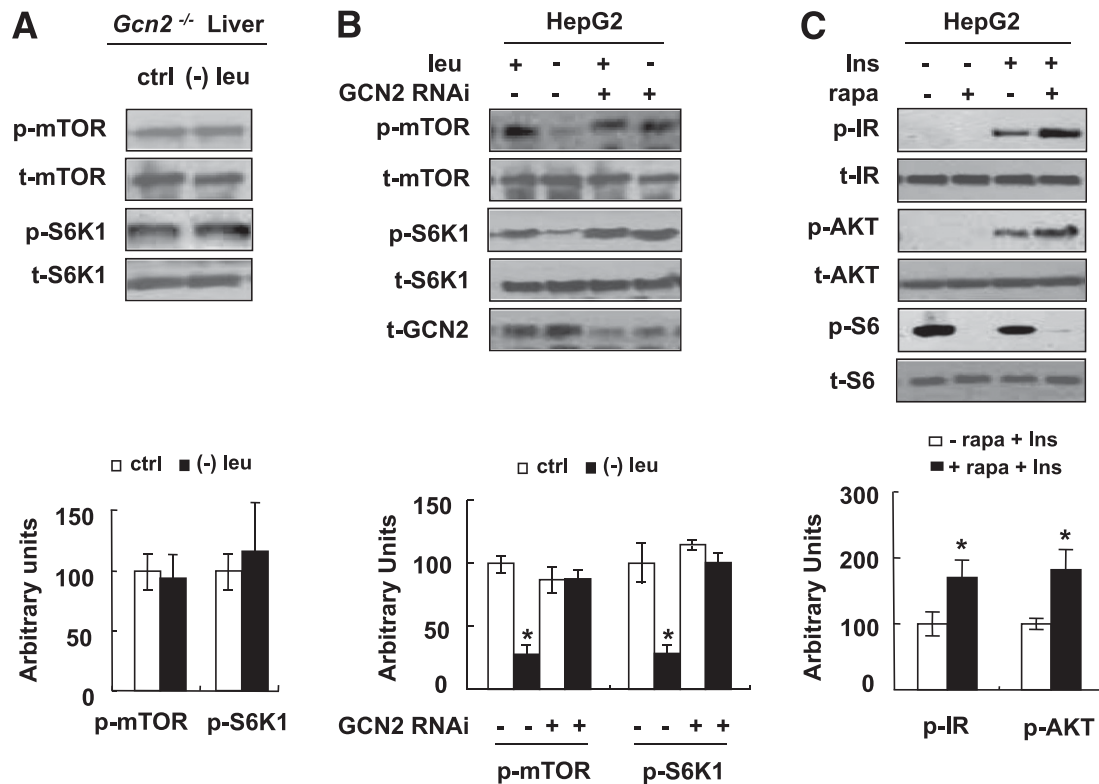 A
Gcn2 -/- Liver
ctrl (-) leu
p-mTOR
t-mTOR
p-S6K1
t-S6K1
ctrl (-) leu
Arbitrary units
150
100
50
0
p-mTOR p-S6K1
B
HepG2
leu + - + -
GCN2 RNAi - - + +
p-mTOR
t-mTOR
p-S6K1
t-S6K1
t-GCN2
ctrl (-) leu
Arbitrary Units
150
100
50
0
* *
GCN2 RNAi - - + + - - + +
p-mTOR p-S6K1
C
HepG2
Ins - - + +
rapa - + - +
p-IR
t-IR
p-AKT
t-AKT
p-S6
t-S6
- rapa + Ins
+ rapa + Ins
Arbitrary Units
300
200
100
0
* *
p-IR p-AKT